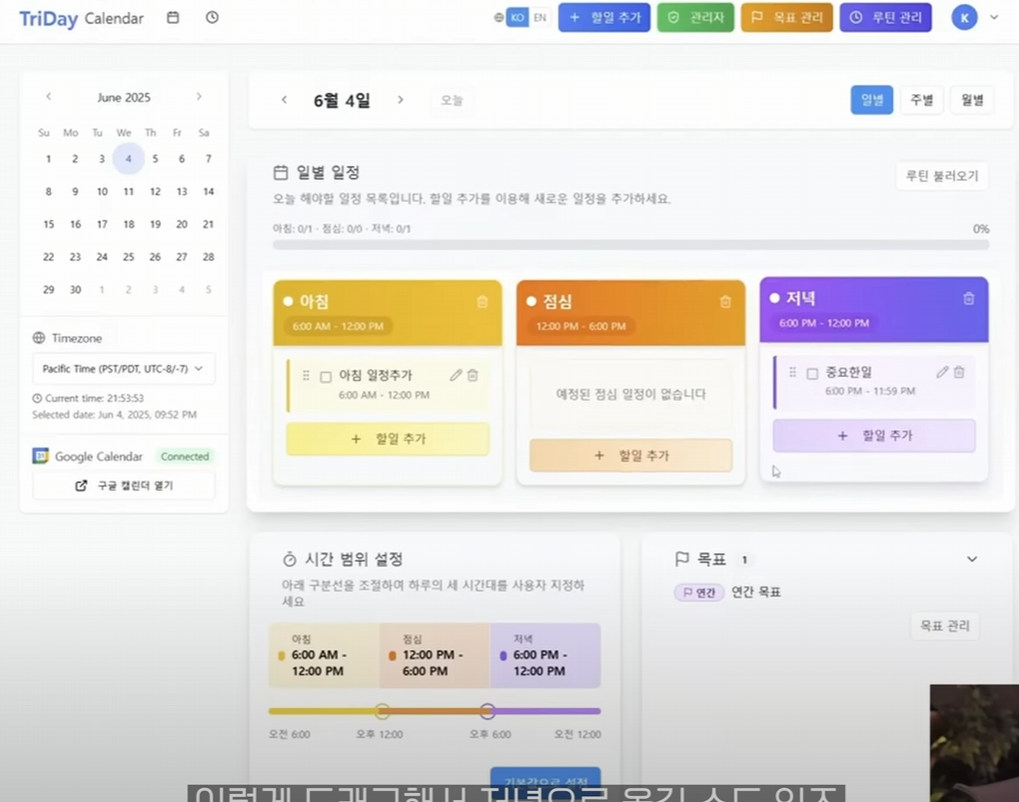 TriDay Calendar
KO EN
+ 할일 추가
관리자
목표 관리
루틴 관리
K
June 2025
Su Mo Tu We Th Fr Sa
1 2 3 4 5 6 7
8 9 10 11 12 13 14
15 16 17 18 19 20 21
22 23 24 25 26 27 28
29 30 1 2 3 4 5
Timezone
Pacific Time (PST/PDT, UTC-8/-7)
Current time: 21:53:53
Selected date: Jun 4, 2025, 09:52 PM
Google Calendar Connected
구글 캘린더 열기
6월 4일
오늘
일별 주별 월별
일별 일정
루틴 불러오기
오늘 해야할 일정 목록입니다. 할일 추가를 이용해 새로운 일정을 추가하세요.
아침: 0/1 · 점심: 0/0 · 저녁: 0/1
0%
아침
6:00 AM - 12:00 PM
아침 일정추가
6:00 AM - 12:00 PM
+ 할일 추가
점심
12:00 PM - 6:00 PM
예정된 점심 일정이 없습니다
+ 할일 추가
저녁
6:00 PM - 12:00 PM
중요한일
6:00 PM - 11:59 PM
+ 할일 추가
시간 범위 설정
아래 구분선을 조절하여 하루의 세 시간대를 사용자 지정하
세요
아침
6:00 AM -
12:00 PM
점심
12:00 PM -
6:00 PM
저녁
6:00 PM -
12:00 PM
오전 6:00 오후 12:00 오후 6:00 오전 12:00
기본값으로 설정
목표 1
연간 연간 목표
목표 관리
이렇게 드래그해서 저녁으로 옮길 수도 있죠